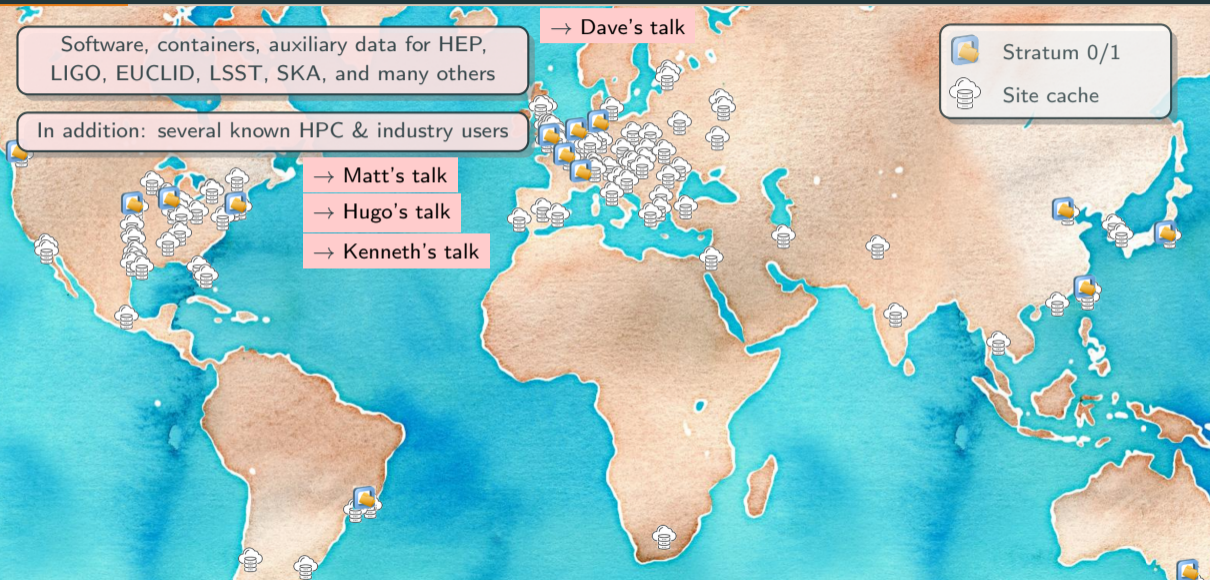 → Dave's talk
Software, containers, auxiliary data for HEP,
LIGO, EUCLID, LSST, SKA, and many others
In addition: several known HPC & industry users
→ Matt's talk
→ Hugo's talk
→ Kenneth's talk
Stratum 0/1
Site cache